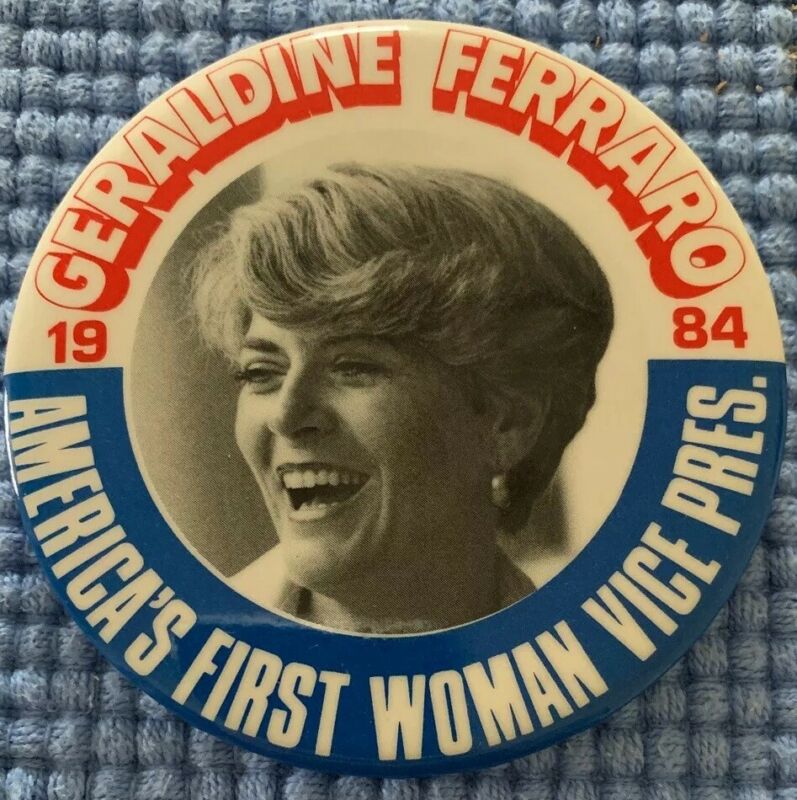 GERALDINE FERRARO
19 84
AMERICA'S FIRST WOMAN VICE PRES.